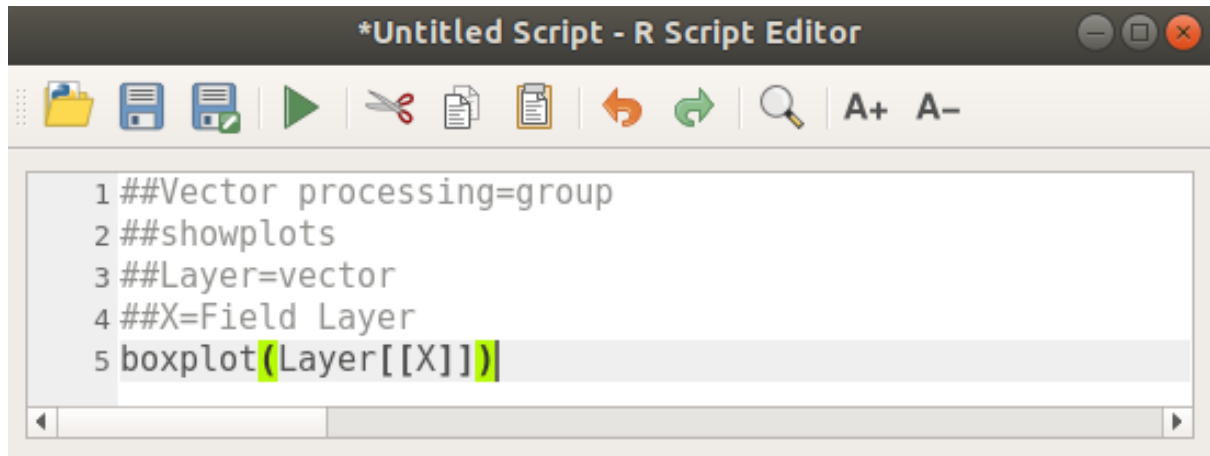 *Untitled Script - R Script Editor
A+ A-
1 ##Vector processing=group
2 ##showplots
3 ##Layer=vector
4 ##X=Field Layer
5 boxplot(Layer[[X]])